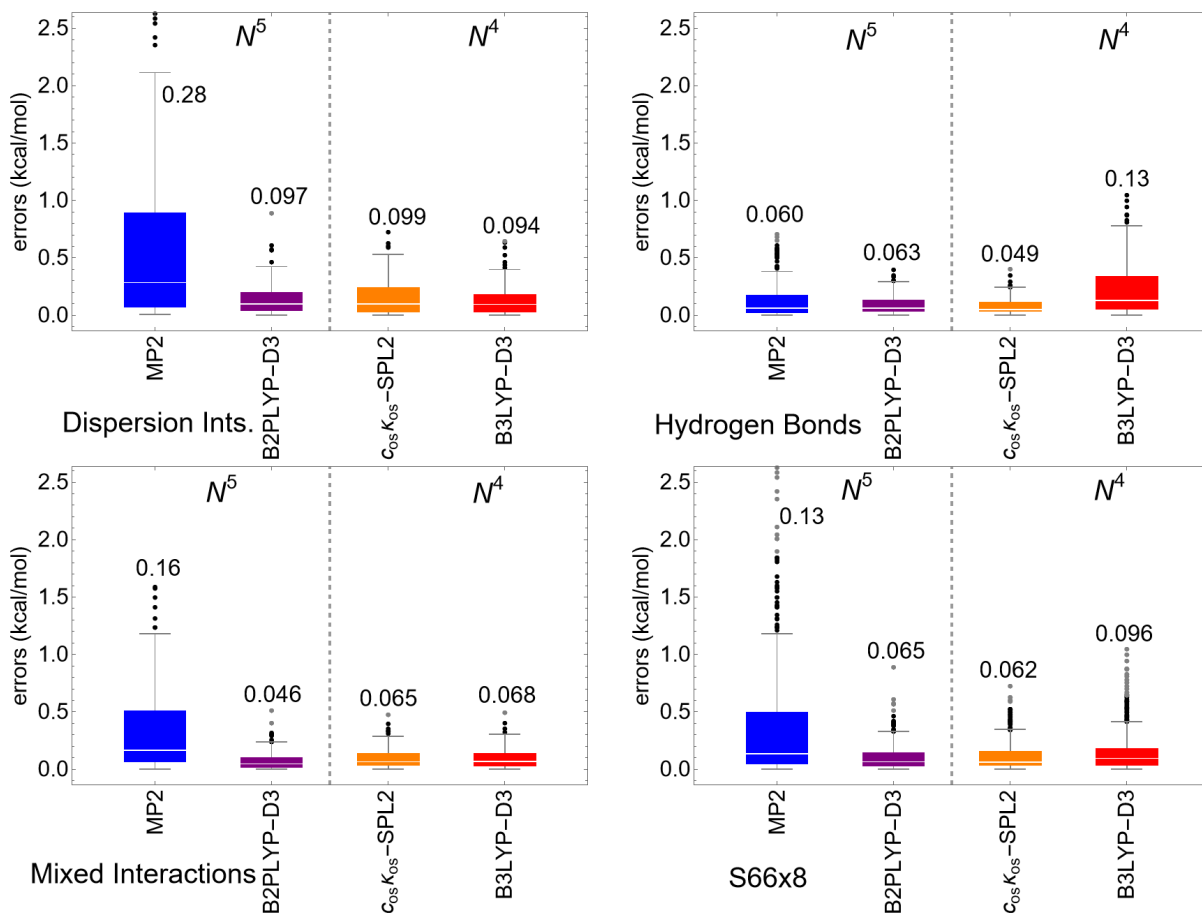 2.5
2.0
1.5
1.0
0.5
0.0
errors (kcal/mol)
N⁵
N⁴
0.28
0.097
0.099
0.094
MP2
B2PLYP−D3
cosκos−SPL2
B3LYP−D3
Dispersion Ints.
2.5
2.0
1.5
1.0
0.5
0.0
errors (kcal/mol)
N⁵
N⁴
0.060
0.063
0.049
0.13
MP2
B2PLYP−D3
cosκos−SPL2
B3LYP−D3
Hydrogen Bonds
2.5
2.0
1.5
1.0
0.5
0.0
errors (kcal/mol)
N⁵
N⁴
0.16
0.046
0.065
0.068
MP2
B2PLYP−D3
cosκos−SPL2
B3LYP−D3
Mixed Interactions
2.5
2.0
1.5
1.0
0.5
0.0
errors (kcal/mol)
N⁵
N⁴
0.13
0.065
0.062
0.096
MP2
B2PLYP−D3
cosκos−SPL2
B3LYP−D3
S66x8